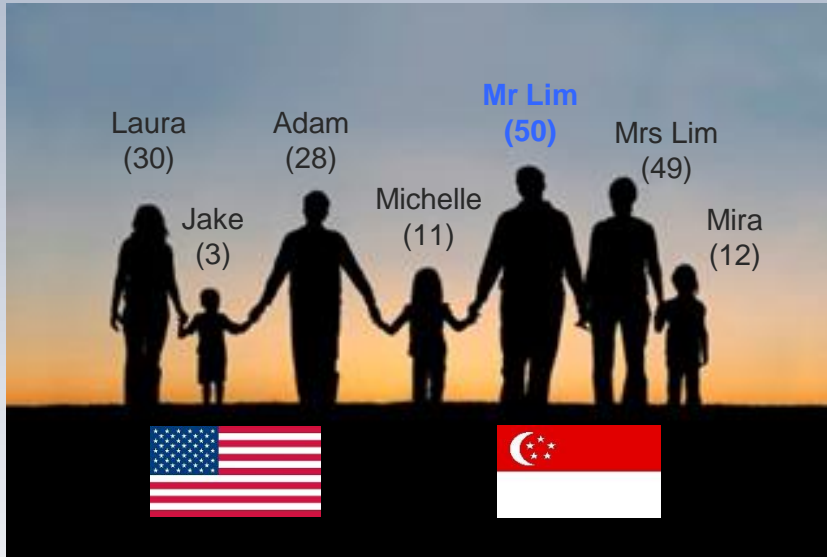 Laura
(30)
Jake
(3)
Adam
(28)
Michelle
(11)
Mr Lim
(50)
Mrs Lim
(49)
Mira
(12)